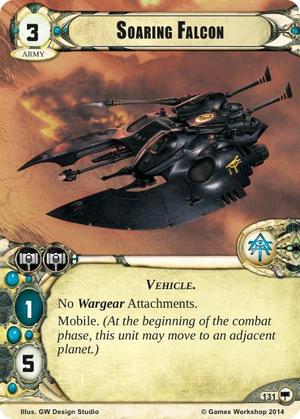 3
ARMY
SOARING FALCON
VEHICLE.
No Wargear Attachments.
Mobile. (At the beginning of the combat
phase, this unit may move to an adjacent
planet.)
1
5
131
Illus. GW Design Studio
© Games Workshop 2014